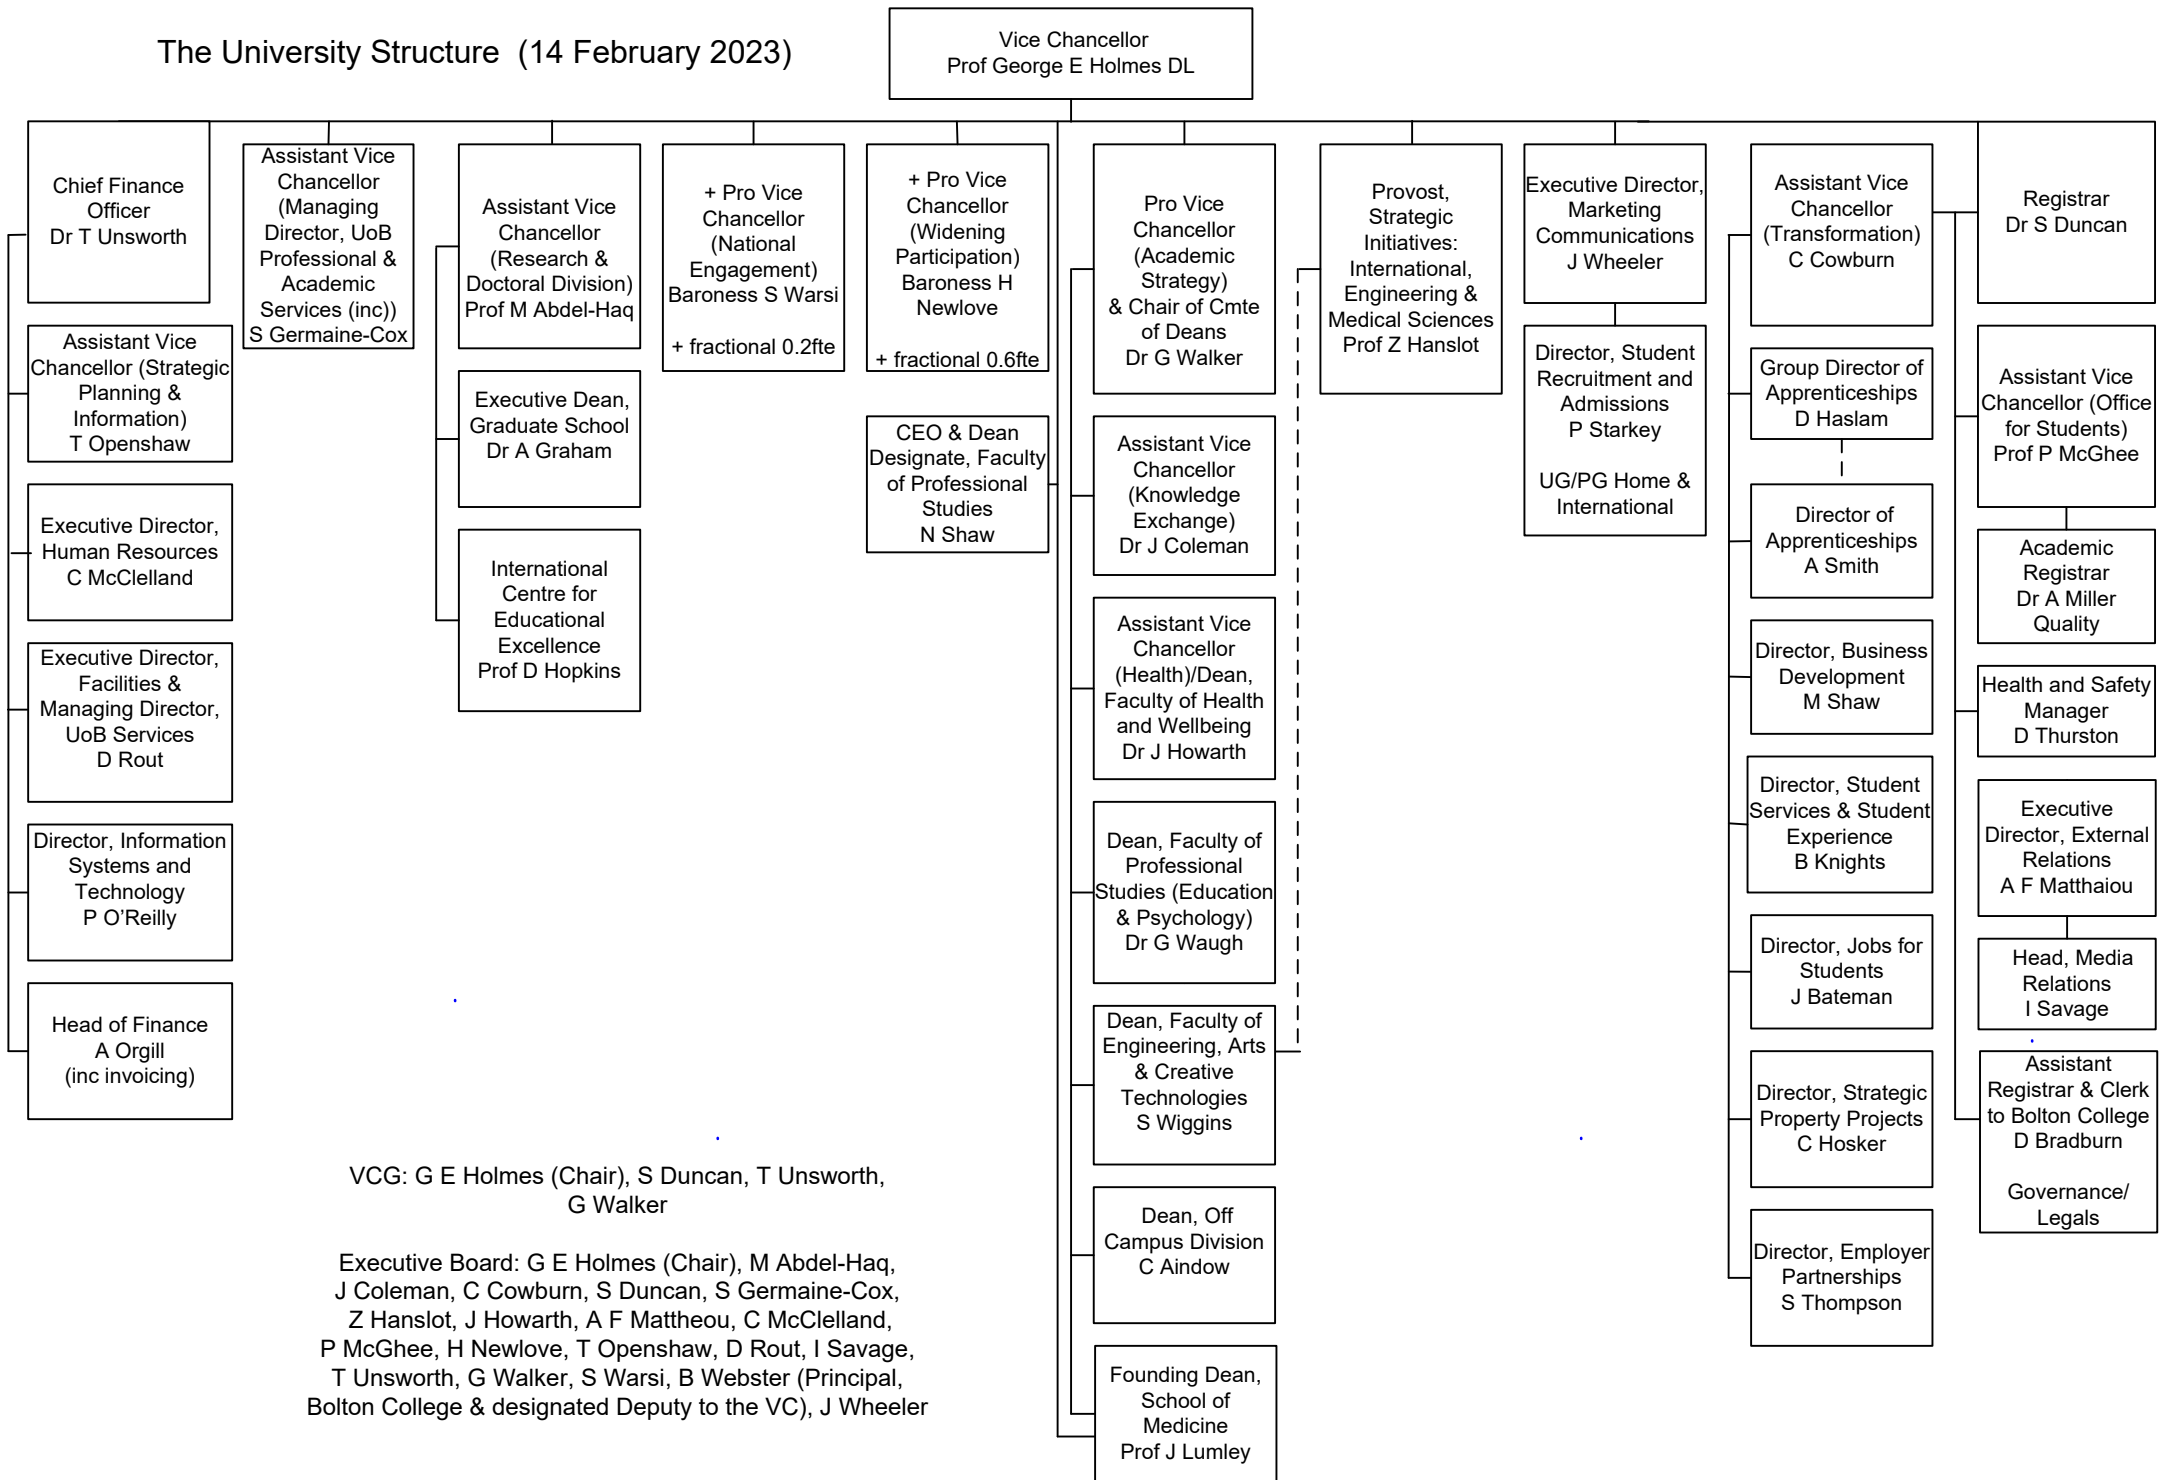 The University Structure (14 February 2023)
Vice Chancellor
Prof George E Holmes DL
Chief Finance
Officer
Dr T Unsworth
Assistant Vice
Chancellor (Strategic
Planning &
Information)
T Openshaw
Executive Director,
Human Resources
C McClelland
Executive Director,
Facilities &
Managing Director,
UoB Services
D Rout
Director, Information
Systems and
Technology
P O’Reilly
Head of Finance
A Orgill
(inc invoicing)
Assistant Vice
Chancellor
(Managing
Director, UoB
Professional &
Academic
Services (inc))
S Germaine-Cox
Assistant Vice
Chancellor
(Research &
Doctoral Division)
Prof M Abdel-Haq
Executive Dean,
Graduate School
Dr A Graham
International
Centre for
Educational
Excellence
Prof D Hopkins
+ Pro Vice
Chancellor
(National
Engagement)
Baroness S Warsi
+ fractional 0.2fte
+ Pro Vice
Chancellor
(Widening
Participation)
Baroness H
Newlove
+ fractional 0.6fte
CEO & Dean
Designate, Faculty
of Professional
Studies
N Shaw
Pro Vice
Chancellor
(Academic
Strategy)
& Chair of Cmte
of Deans
Dr G Walker
Assistant Vice
Chancellor
(Knowledge
Exchange)
Dr J Coleman
Assistant Vice
Chancellor
(Health)/Dean,
Faculty of Health
and Wellbeing
Dr J Howarth
Dean, Faculty of
Professional
Studies (Education
& Psychology)
Dr G Waugh
Dean, Faculty of
Engineering, Arts
& Creative
Technologies
S Wiggins
Dean, Off
Campus Division
C Aindow
Founding Dean,
School of
Medicine
Prof J Lumley
Provost,
Strategic
Initiatives:
International,
Engineering &
Medical Sciences
Prof Z Hanslot
Executive Director,
Marketing
Communications
J Wheeler
Director, Student
Recruitment and
Admissions
P Starkey
UG/PG Home &
International
Assistant Vice
Chancellor
(Transformation)
C Cowburn
Group Director of
Apprenticeships
D Haslam
Director of
Apprenticeships
A Smith
Director, Business
Development
M Shaw
Director, Student
Services & Student
Experience
B Knights
Director, Jobs for
Students
J Bateman
Director, Strategic
Property Projects
C Hosker
Director, Employer
Partnerships
S Thompson
Registrar
Dr S Duncan
Assistant Vice
Chancellor (Office
for Students)
Prof P McGhee
Academic
Registrar
Dr A Miller
Quality
Health and Safety
Manager
D Thurston
Executive
Director, External
Relations
A F Matthaiou
Head, Media
Relations
I Savage
Assistant
Registrar & Clerk
to Bolton College
D Bradburn
Governance/
Legals
VCG: G E Holmes (Chair), S Duncan, T Unsworth,
G Walker
Executive Board: G E Holmes (Chair), M Abdel-Haq,
J Coleman, C Cowburn, S Duncan, S Germaine-Cox,
Z Hanslot, J Howarth, A F Mattheou, C McClelland,
P McGhee, H Newlove, T Openshaw, D Rout, I Savage,
T Unsworth, G Walker, S Warsi, B Webster (Principal,
Bolton College & designated Deputy to the VC), J Wheeler